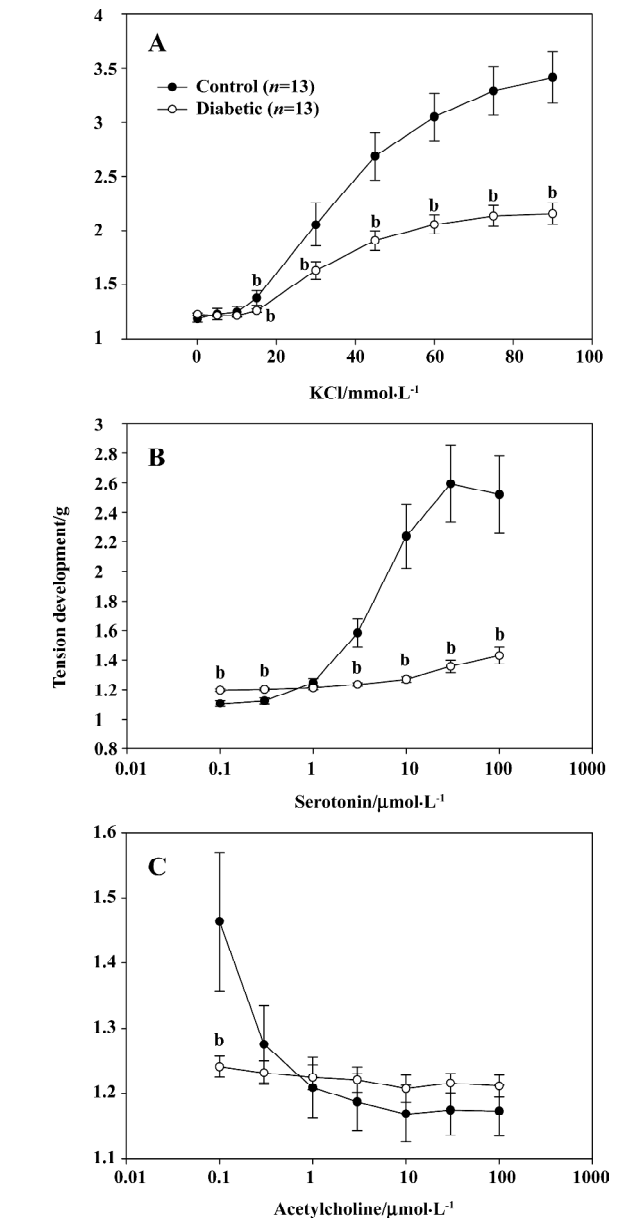 4
A
3.5
Control (n=13)
Diabetic (n=13)
3
2.5
b b b b b
2
b
b
1.5
b
1
0 20 40 60 80 100
KCl/mmol·L-1
3
B
2.8
2.6
2.4
2.2
2
1.8
1.6
b b b b b b
1.4
1.2
1
0.8
0.01 0.1 1 10 100 1000
Serotonin/μmol·L-1
Tension development/g
1.6
C
1.5
1.4
1.3
b
1.2
1.1
0.01 0.1 1 10 100 1000
Acetylcholine/μmol·L-1